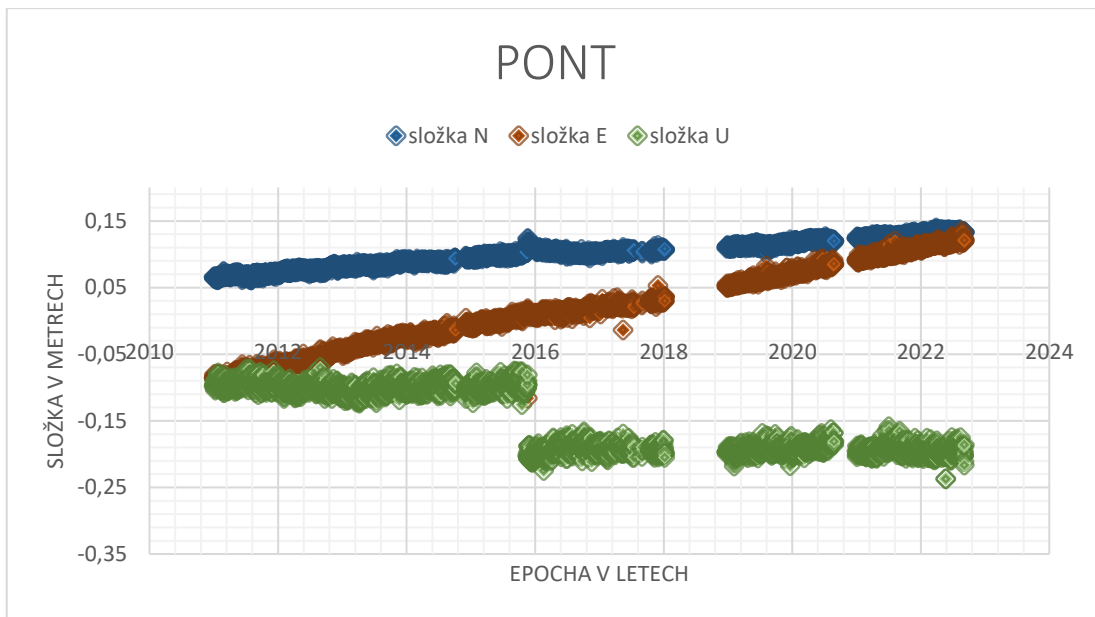 PONT
složka N složka E složka U
0,15
0,05
-0,05
2010 2012 2014 2016 2018 2020 2022 2024
-0,15
-0,25
-0,35
SLOŽKA V METRECH
EPOCHA V LETECH